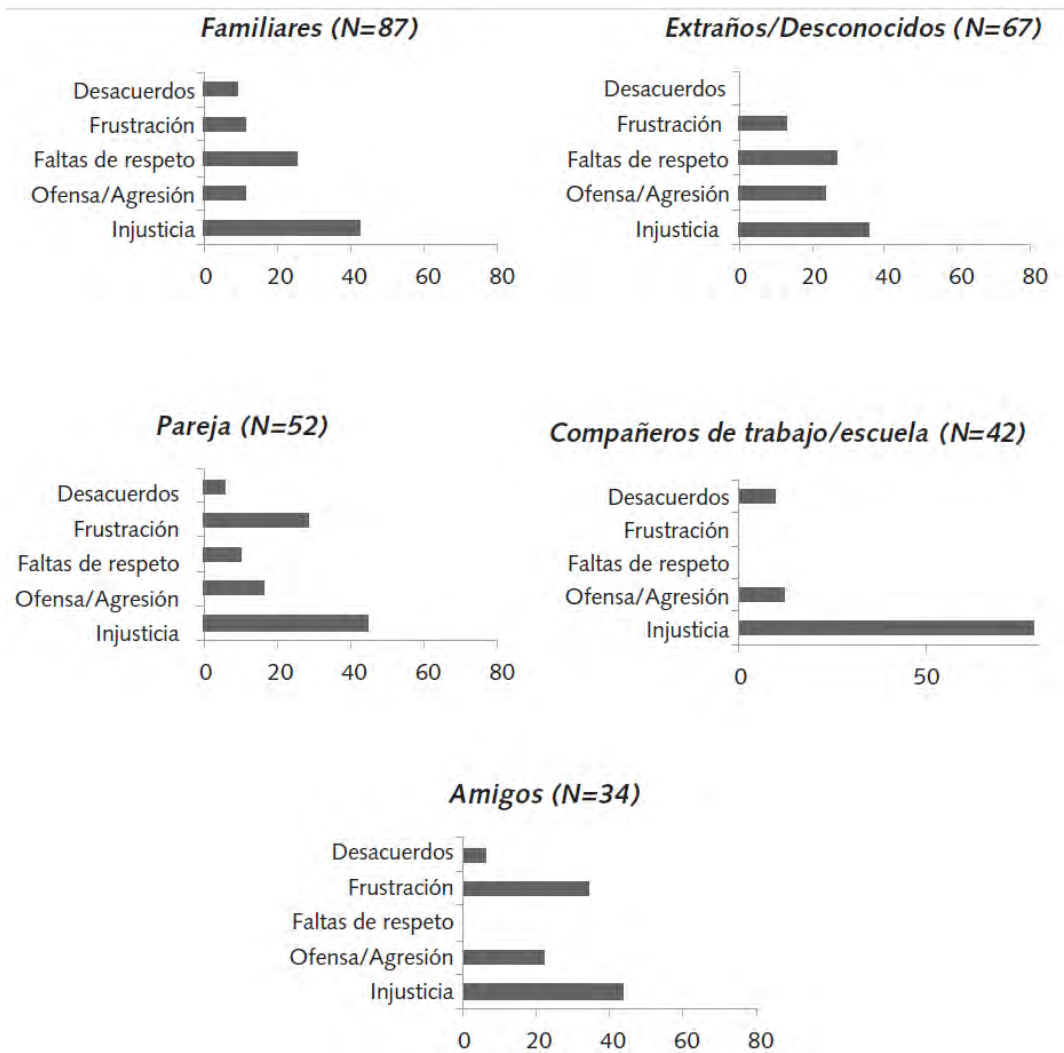 Familiares (N=87)
Desacuerdos
Frustración
Faltas de respeto
Ofensa/Agresión
Injusticia
0 20 40 60 80
Extraños/Desconocidos (N=67)
Desacuerdos
Frustración
Faltas de respeto
Ofensa/Agresión
Injusticia
0 20 40 60 80
Pareja (N=52)
Desacuerdos
Frustración
Faltas de respeto
Ofensa/Agresión
Injusticia
0 20 40 60 80
Compañeros de trabajo/escuela (N=42)
Desacuerdos
Frustración
Faltas de respeto
Ofensa/Agresión
Injusticia
0 50
Amigos (N=34)
Desacuerdos
Frustración
Faltas de respeto
Ofensa/Agresión
Injusticia
0 20 40 60 80